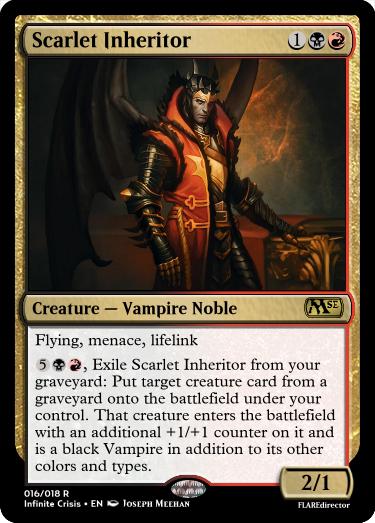 Scarlet Inheritor 1
Creature — Vampire Noble MSE
Flying, menace, lifelink
5, Exile Scarlet Inheritor from your
graveyard: Put target creature card from a
graveyard onto the battlefield under your
control. That creature enters the battlefield
with an additional +1/+1 counter on it and
is a black Vampire in addition to its other
colors and types.
2/1
016/018 R
Infinite Crisis • EN Joseph Meehan
FLAREdirector